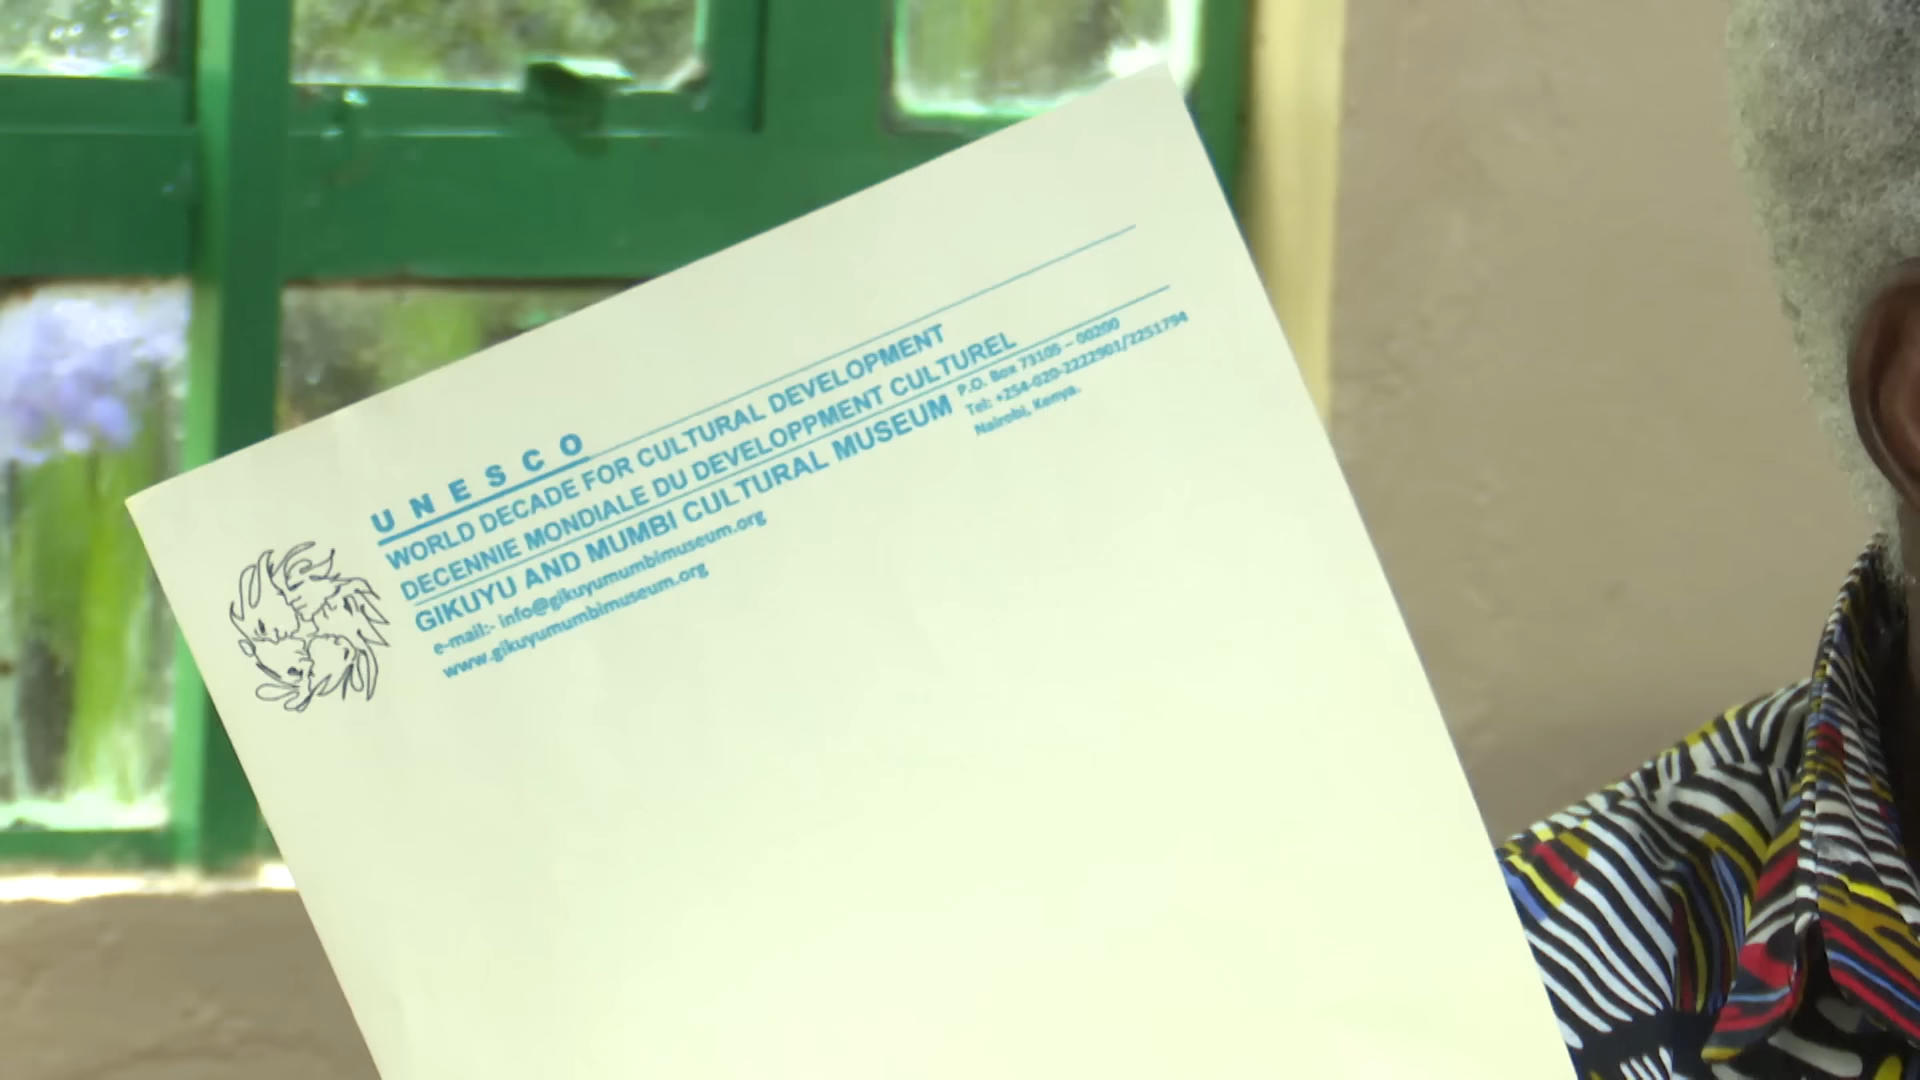 UNESCO
WORLD DECADE FOR CULTURAL DEVELOPMENT
DECENNIE MONDIALE DU DEVELOPPMENT CULTUREL
GIKUYU AND MUMBI CULTURAL MUSEUM
P.O. Box 73105 – 00200
Tel: +254-020-2222901/2251794
Nairobi, Kenya.
e-mail:- info@gikuyumumbimuseum.org
www.gikuyumumbimuseum.org